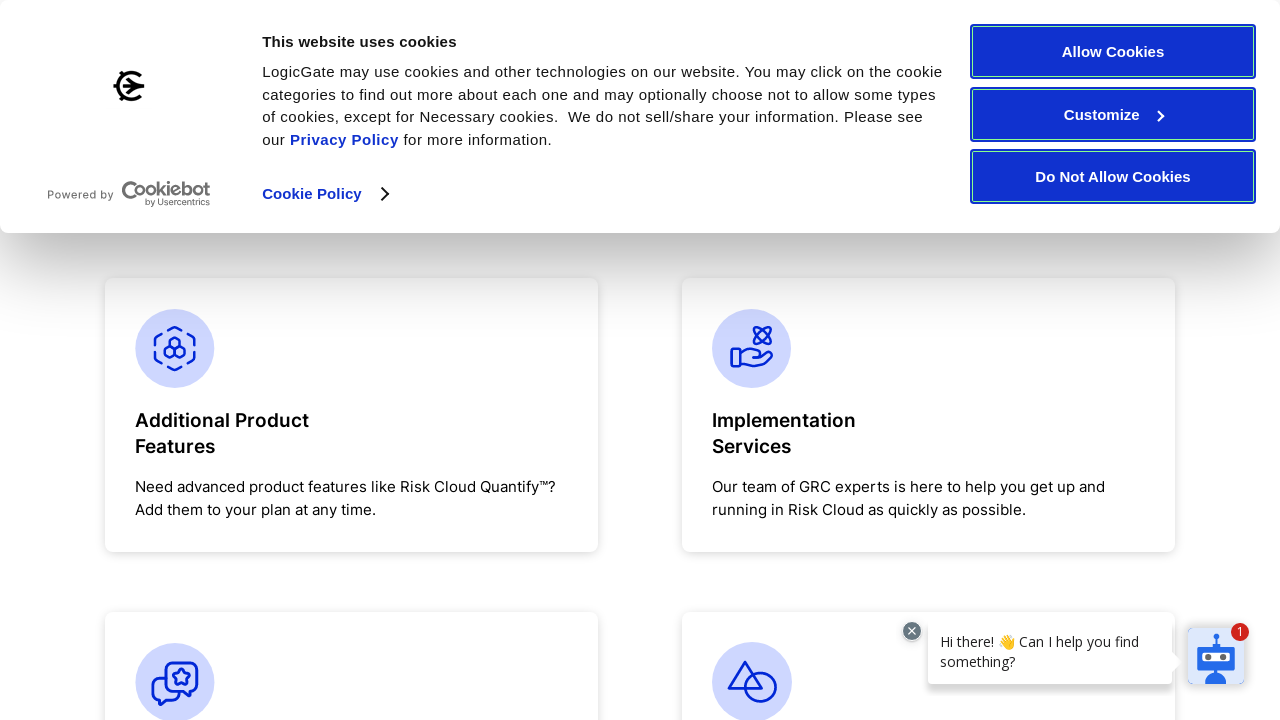 This website uses cookies
LogicGate may use cookies and other technologies on our website. You may click on the cookie
categories to find out more about each one and may optionally choose not to allow some types
of cookies, except for Necessary cookies.  We do not sell/share your information. Please see
our Privacy Policy for more information.
Cookie Policy
Powered by Cookiebot
by Usercentrics
Allow Cookies
Customize
Do Not Allow Cookies
Additional Product
Features
Need advanced product features like Risk Cloud Quantify™?
Add them to your plan at any time.
Implementation
Services
Our team of GRC experts is here to help you get up and
running in Risk Cloud as quickly as possible.
Hi there! 👋 Can I help you find
something?
1